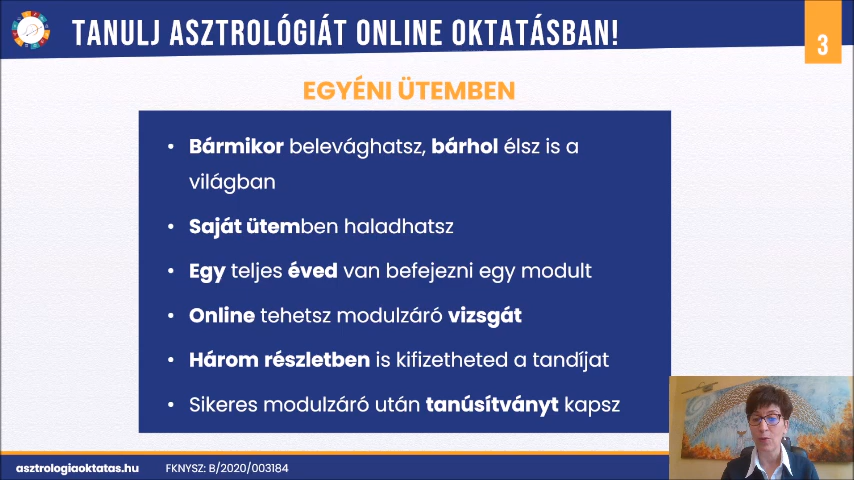 TANULJ ASZTROLÓGIÁT ONLINE OKTATÁSBAN!
3
EGYÉNI ÜTEMBEN
• Bármikor belevághatsz, bárhol élsz is a
világban
• Saját ütemben haladhatsz
• Egy teljes éved van befejezni egy modult
• Online tehetsz modulzáró vizsgát
• Három részletben is kifizetheted a tandíjat
• Sikeres modulzáró után tanúsítványt kapsz
asztrologiaoktatas.hu FKNYSZ: B/2020/003184